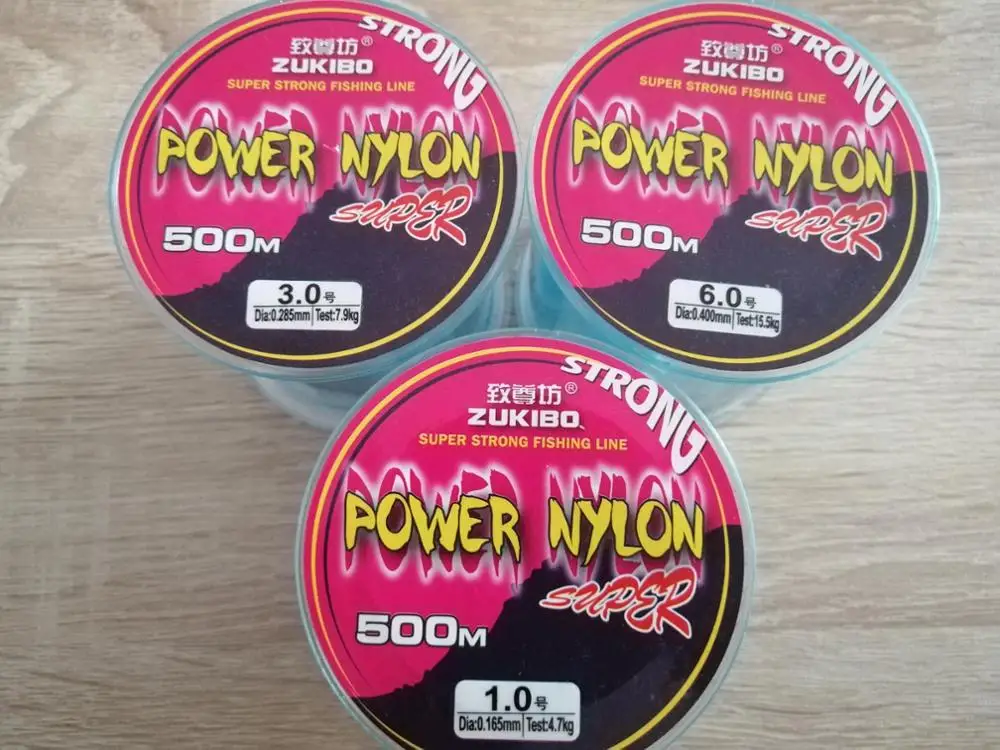 致尊坊®
STRONG
ZUKIBO
SUPER STRONG FISHING LINE
POWER NYLON
SUPER
500M
3.0号
Dia:0.285mm Test:7.9kg
致尊坊®
STRONG
ZUKIBO
SUPER STRONG FISHING LINE
POWER NYLON
SUPER
500M
6.0号
Dia:0.400mm Test:15.5kg
致尊坊®
STRONG
ZUKIBO
SUPER STRONG FISHING LINE
POWER NYLON
SUPER
500M
1.0号
Dia:0.165mm Test:4.7kg